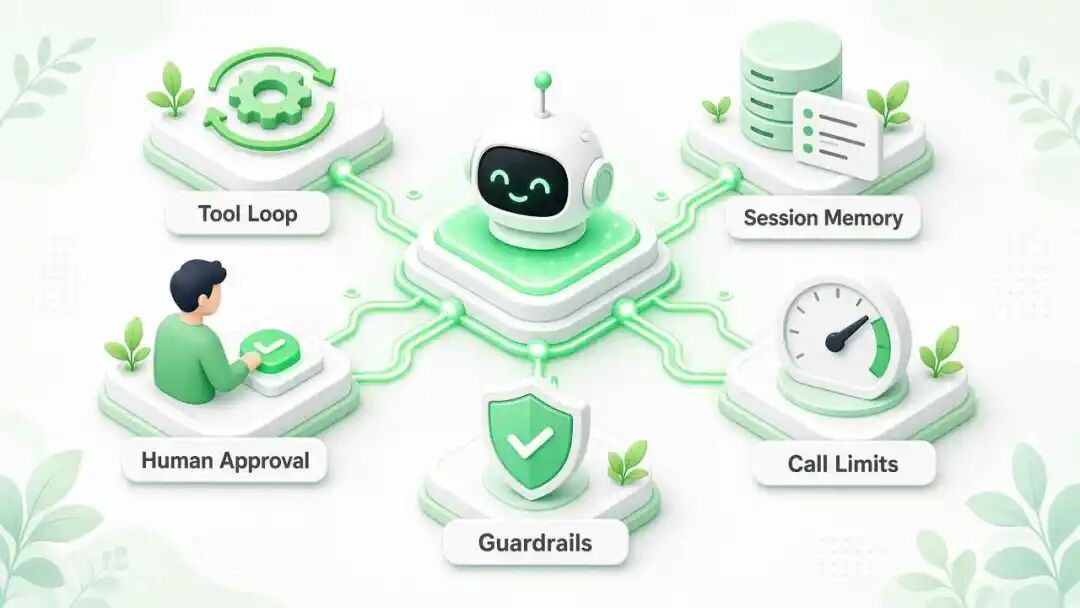 Tool Loop
Session Memory
Human Approval
Call Limits
Guardrails